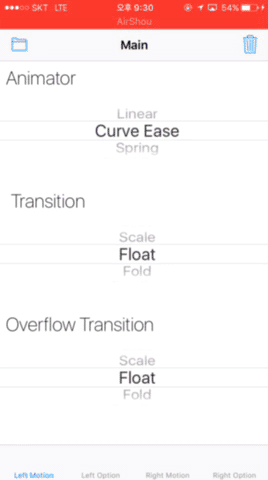 SKT LTE 오후 9:30 54%
AirShou
Main
Animator
Linear
Curve Ease
Spring
Transition
Scale
Float
Fold
Overflow Transition
Scale
Float
Fold
Left Motion Left Option Right Motion Right Option